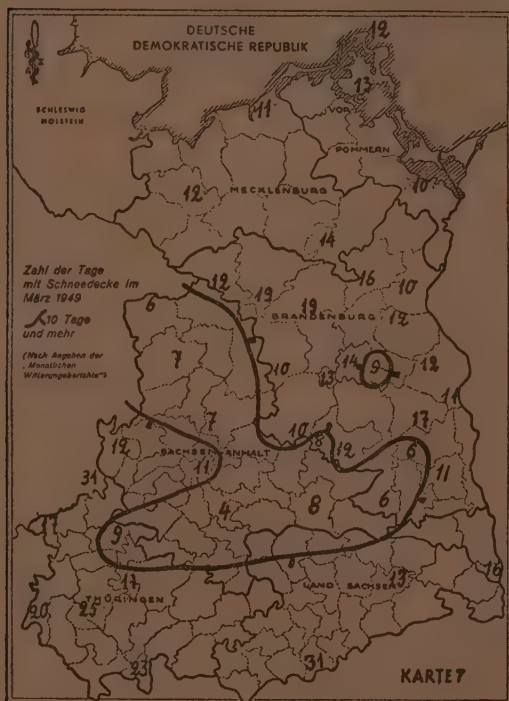 DEUTSCHE
DEMOKRATISCHE REPUBLIK
12
13
SCHLESWIG
HOLSTEIN
11
VOR
POMMERN
10
12
MECKLENBURG
14
Zahl der Tage
mit Schneedecke im
März 1949
10 Tage
und mehr
(Nach Angaben der
„Monatlichen
Witterungsberichte“)
12
16
10
6
19
19
BRANDENBURG
12
7
10
14
9
12
13
11
7
10
17
12
SACHSEN ANHALT
8
12
6
11
11
31
4
8
6
9
17
13
16
LAND SACHSEN
THÜRINGEN
20
25
23
31
KARTE 7